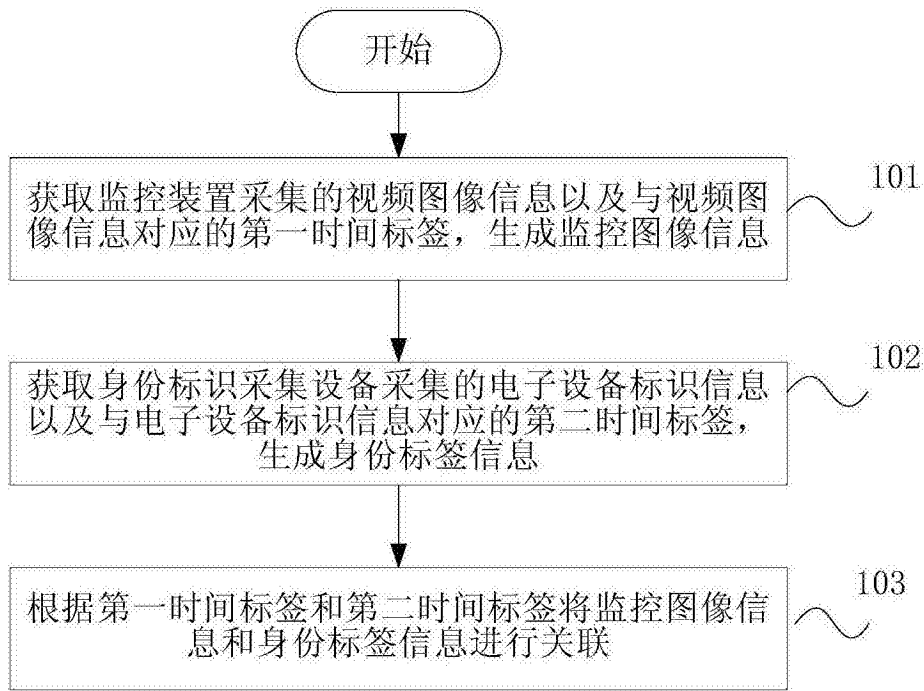 开始
获取监控装置采集的视频图像信息以及与视频图
像信息对应的第一时间标签，生成监控图像信息
101
获取身份标识采集设备采集的电子设备标识信息
以及与电子设备标识信息对应的第二时间标签，
生成身份标签信息
102
根据第一时间标签和第二时间标签将监控图像信
息和身份标签信息进行关联
103